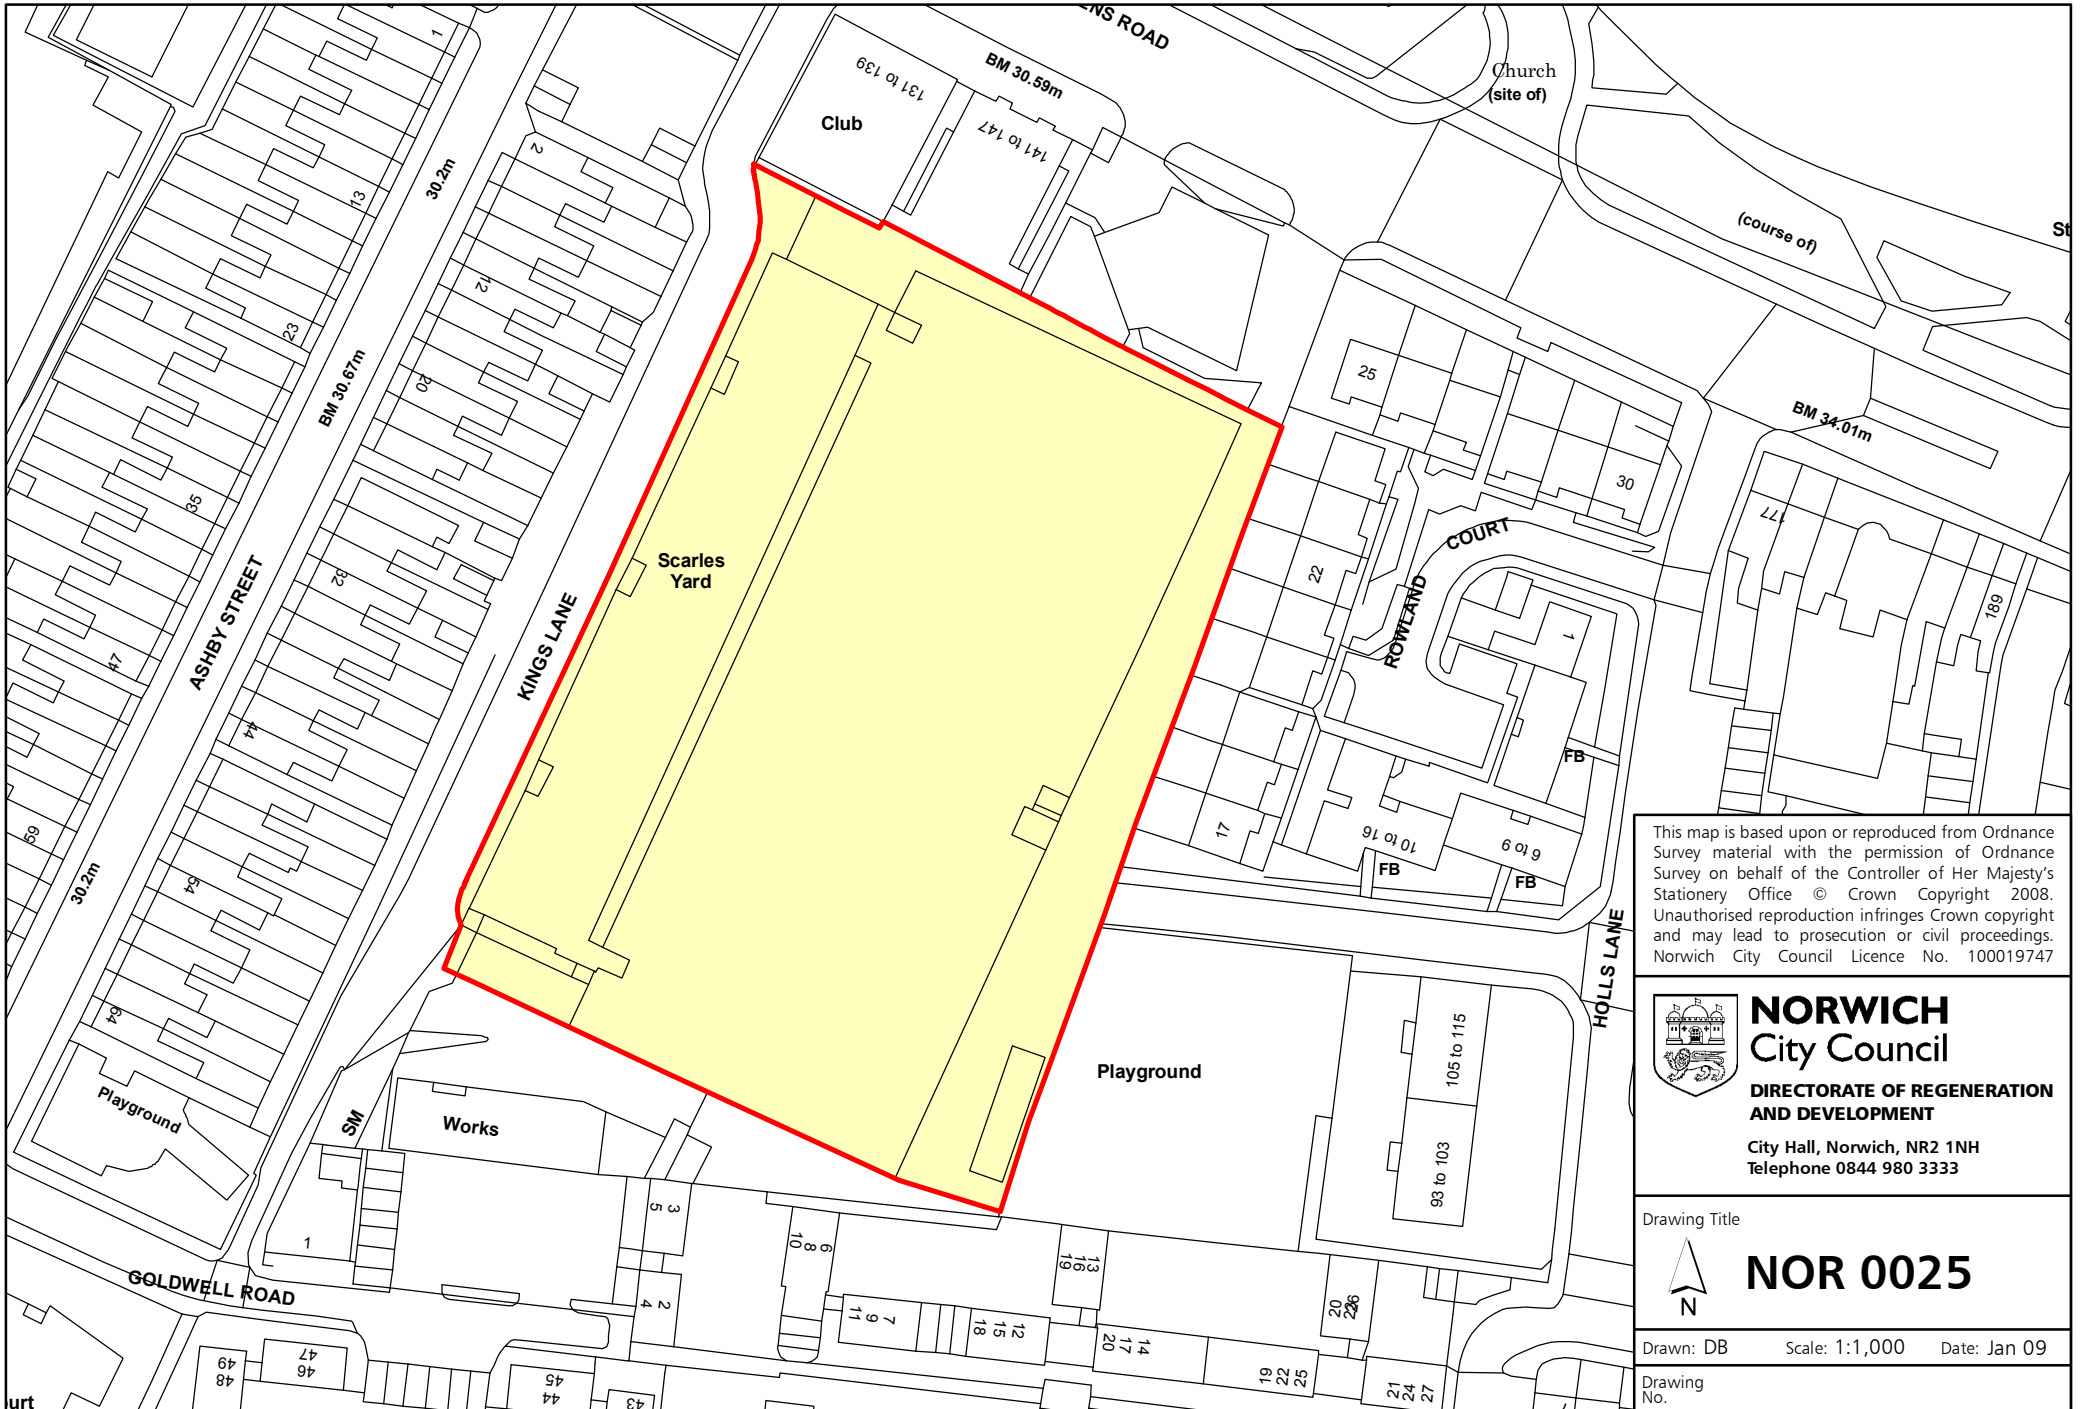 ENS ROAD
BM 30.59m
131 to 139
Club
141 to 147
Church
(site of)
(course of)
St
1
13
23
35
47
59
30.2m
BM 30.67m
ASHBY STREET
30.2m
2
12
20
32
44
54
64
KINGS LANE
Scarles
Yard
25
30
22
17
COURT
ROWLAND
1
FB
10 to 16
6 to 9
FB
FB
BM 34.01m
177
189
HOLLS LANE
Playground
105 to 115
93 to 103
Playground
SM
Works
1
GOLDWELL ROAD
3
5
2
4
6
8
10
7
9
11
12
15
18
13
16
19
14
17
20
19
22
25
20
26
21
24
27
49
48
47
46
45
44
43
urt
This map is based upon or reproduced from Ordnance
Survey material with the permission of Ordnance
Survey on behalf of the Controller of Her Majesty's
Stationery Office © Crown Copyright 2008.
Unauthorised reproduction infringes Crown copyright
and may lead to prosecution or civil proceedings.
Norwich City Council Licence No. 100019747
NORWICH
City Council
DIRECTORATE OF REGENERATION
AND DEVELOPMENT
City Hall, Norwich, NR2 1NH
Telephone 0844 980 3333
Drawing Title
NOR 0025
N
Drawn: DB Scale: 1:1,000 Date: Jan 09
Drawing
No.